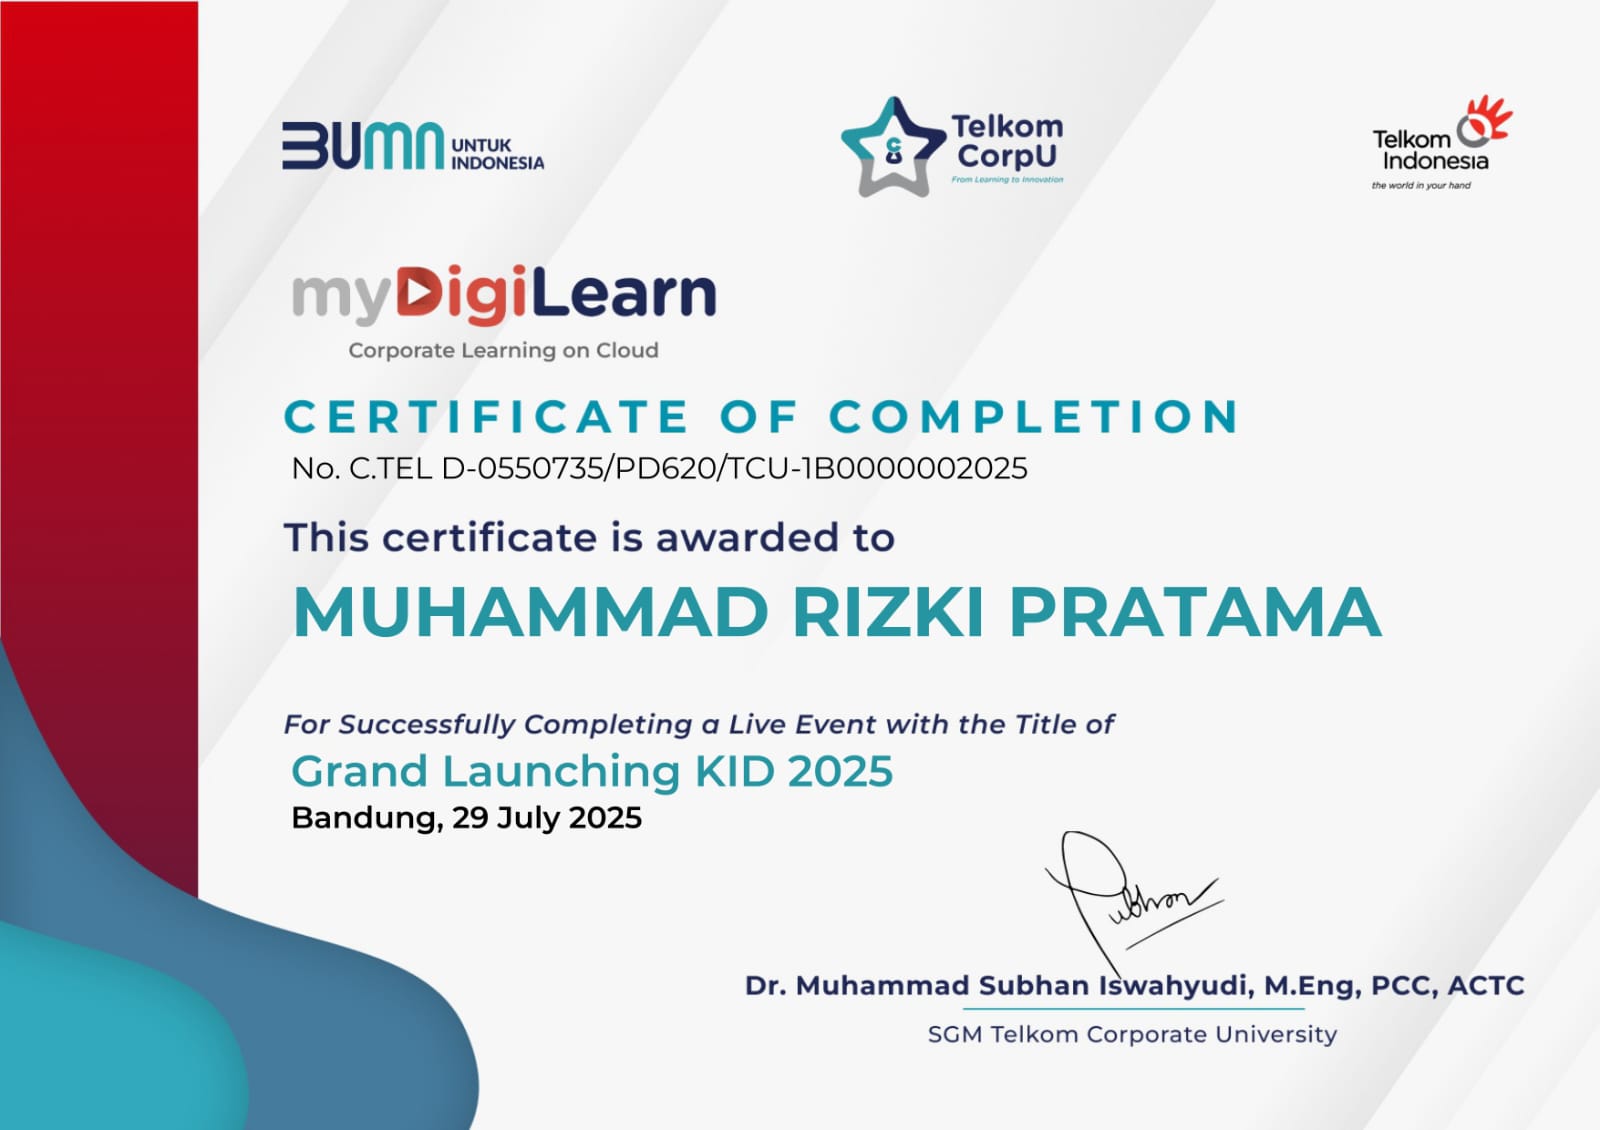 BUMN UNTUK INDONESIA
Telkom CorpU
From Learning to Innovation
Telkom Indonesia
the world in your hand
myDigiLearn
Corporate Learning on Cloud
CERTIFICATE OF COMPLETION
No. C.TEL D-0550735/PD620/TCU-1B0000002025
This certificate is awarded to
MUHAMMAD RIZKI PRATAMA
For Successfully Completing a Live Event with the Title of
Grand Launching KID 2025
Bandung, 29 July 2025
Subhan
Dr. Muhammad Subhan Iswahyudi, M.Eng, PCC, ACTC
SGM Telkom Corporate University